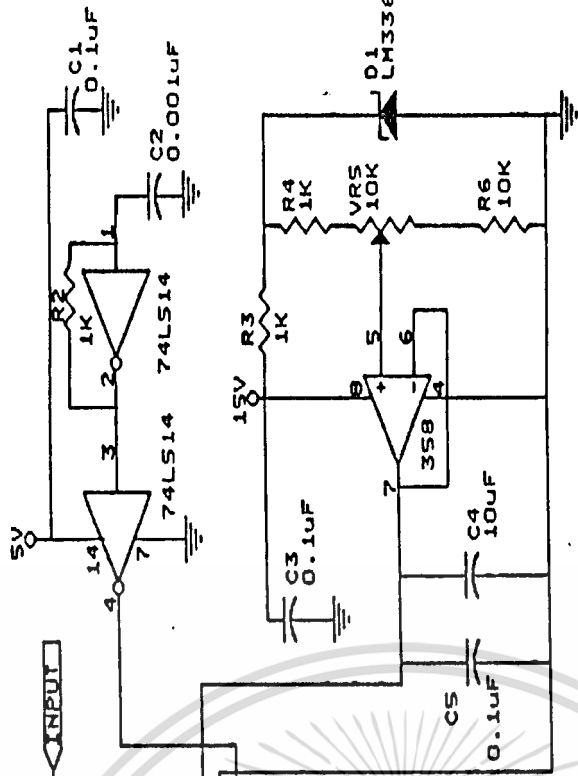 INPUT
5V
14
7
4
74LS14
3
2
R2
1K
74LS14
1
C2
0.001uF
C1
0.1uF
C3
0.1uF
15V
R3
1K
8
+
-
4
5
6
7
358
R4
1K
VR5
10K
R6
10K
D1
C4
10uF
C5
0.1uF